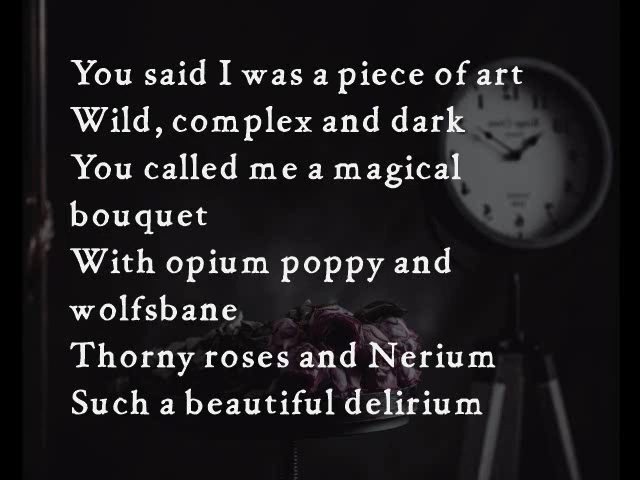 You said I was a piece of art
Wild, complex and dark
You called me a magical
bouquet
With opium poppy and
wolfsbane
Thorny roses and Nerium
Such a beautiful delirium